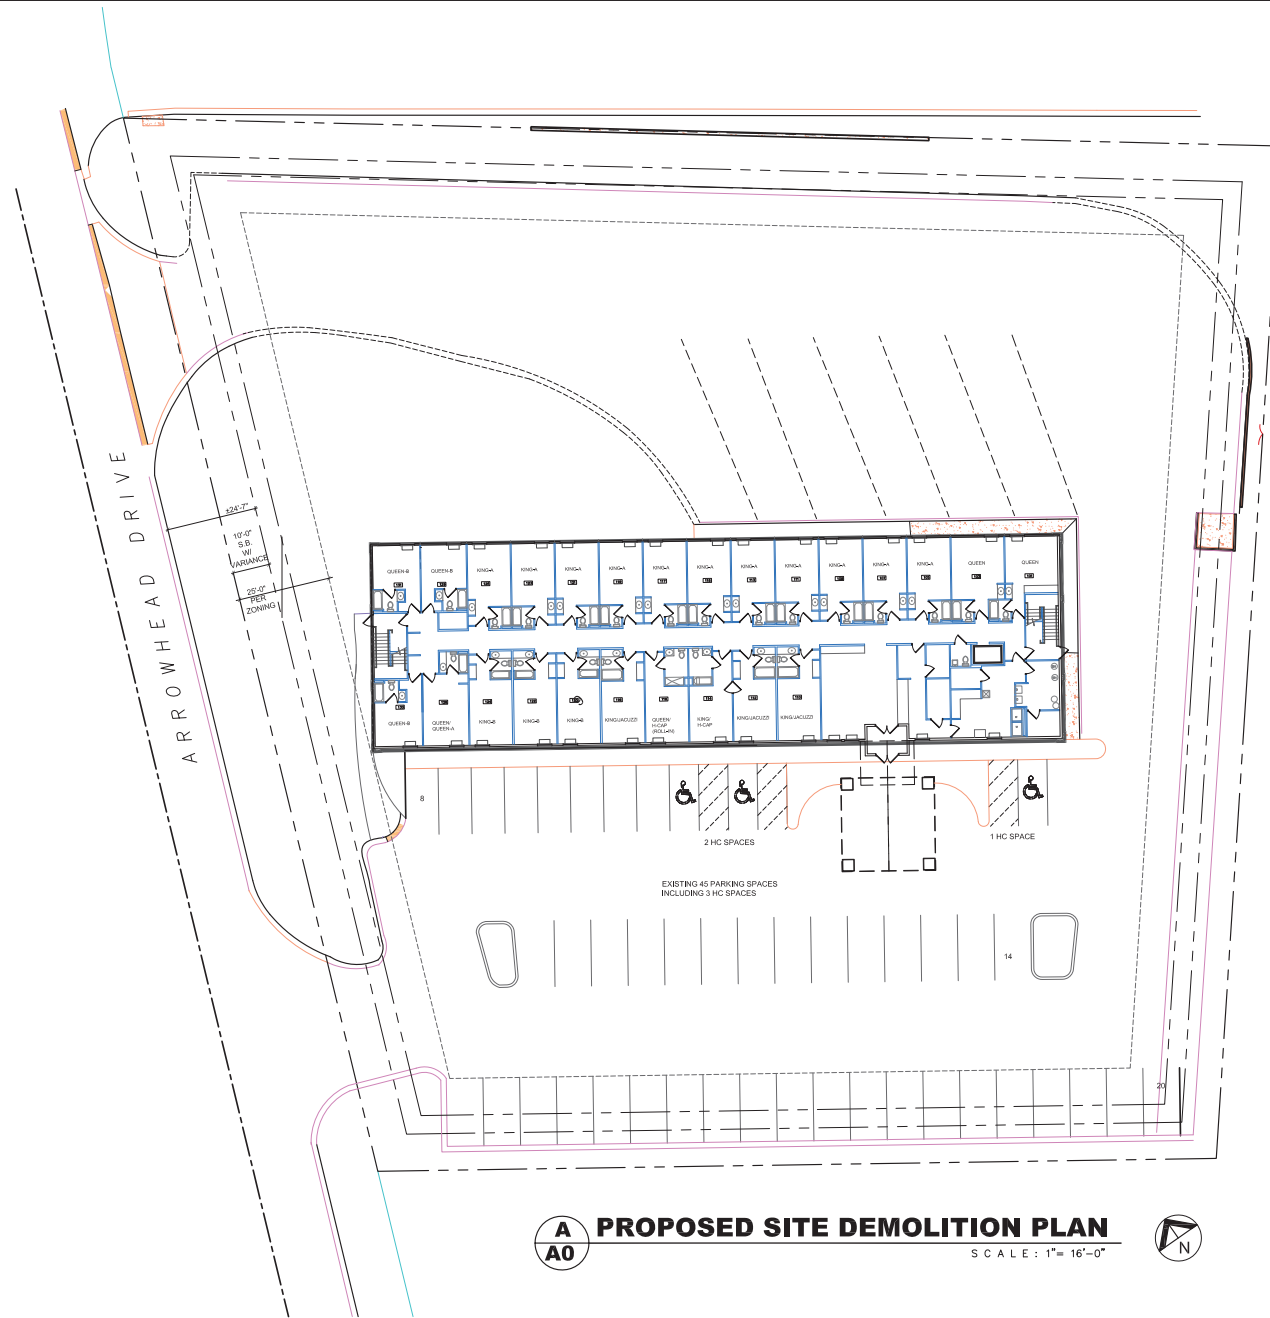 ARROWHEAD DRIVE
±24'-7"
10'-0"
S.B.
W/
VARIANCE
25'-0"
PER
ZONING
QUEEN-B
QUEEN-B
KING-A
KING-A
KING-A
KING-A
KING-A
KING-A
KING-A
KING-A
KING-A
KING-A
KING-A
QUEEN
QUEEN
QUEEN-B
QUEEN/
QUEEN-A
KING-B
KING-B
KING-B
KING/JACUZZI
QUEEN/
H-CAP
(ROLL-IN)
KING/
H-CAP
KING/JACUZZI
KING/JACUZZI
8
2 HC SPACES
1 HC SPACE
EXISTING 45 PARKING SPACES
INCLUDING 3 HC SPACES
14
20
A
A0
PROPOSED SITE DEMOLITION PLAN
SCALE: 1"= 16'-0"
N